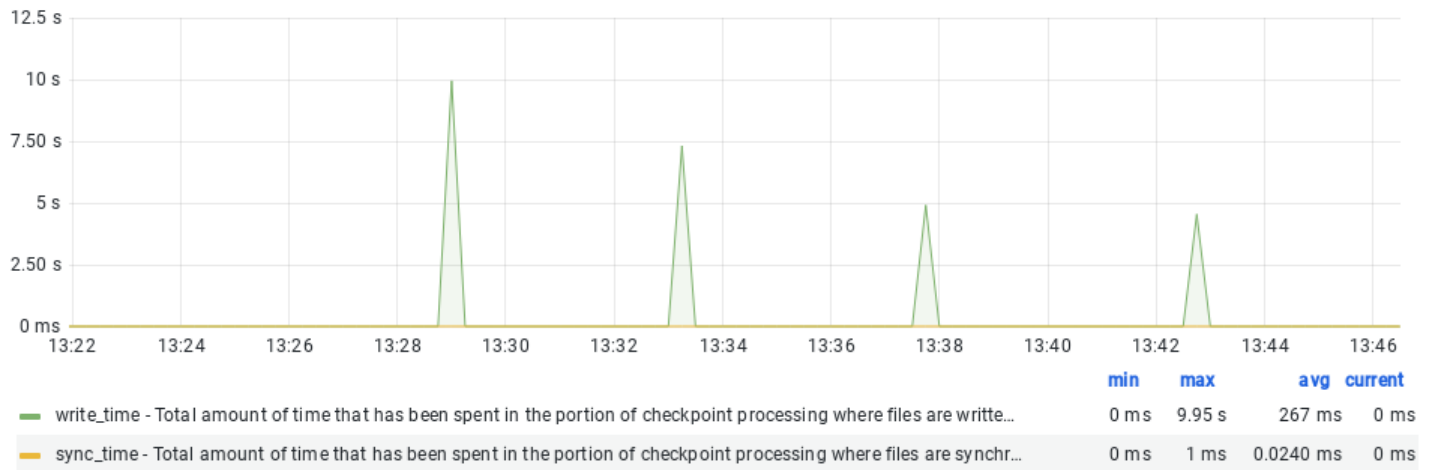 12.5 s
10 s
7.50 s
5 s
2.50 s
0 ms
13:22 13:24 13:26 13:28 13:30 13:32 13:34 13:36 13:38 13:40 13:42 13:44 13:46
min max avg current
write_time - Total amount of time that has been spent in the portion of checkpoint processing where files are writte... 0 ms 9.95 s 267 ms 0 ms
sync_time - Total amount of time that has been spent in the portion of checkpoint processing where files are synchr... 0 ms 1 ms 0.0240 ms 0 ms